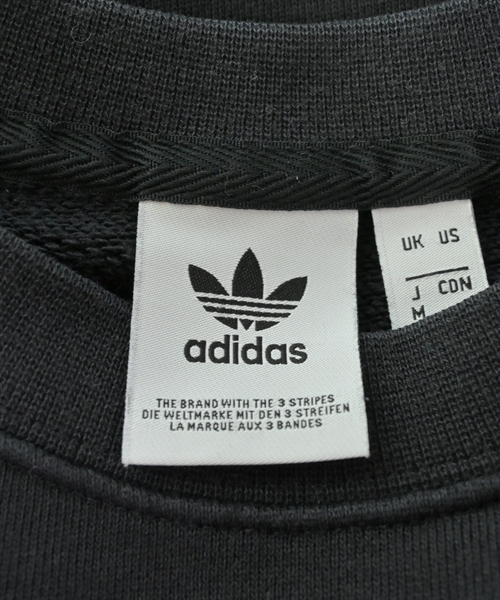 adidas
THE BRAND WITH THE 3 STRIPES
DIE WELTMARKE MIT DEN 3 STREIFEN
LA MARQUE AUX 3 BANDES
UK US
J CDN
M